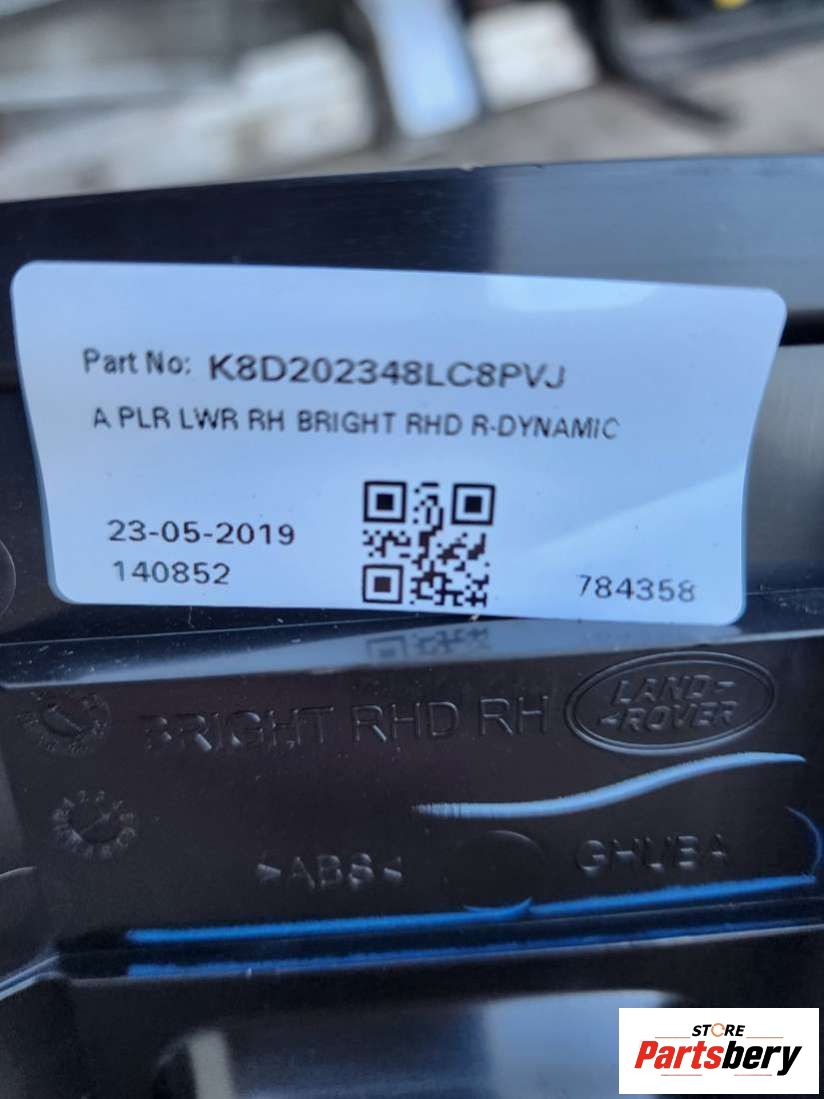 Part No: K8D202348LC8PVJ
A PLR LWR RH BRIGHT RHD R-DYNAMIC
23-05-2019
140852
784358
BRIGHT RHD RH
LAND-
-ROVER
>ABS<
GHUBA
STORE
Partsbery